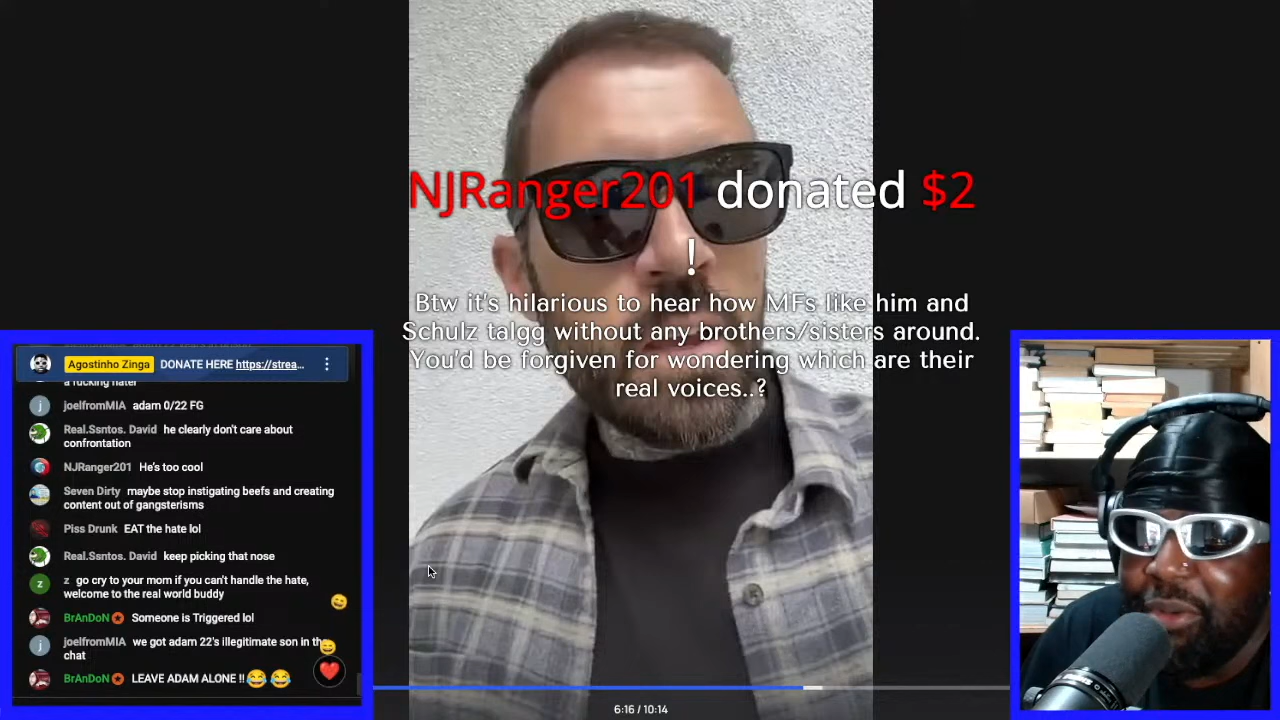 NJRanger201 donated $2
!
Btw it's hilarious to hear how MFs like him and
Schulz talgg without any brothers/sisters around.
You'd be forgiven for wondering which are their
real voices..?
Agostinho Zinga DONATE HERE https://strea...
a fucking hater
joelfromMIA adam 0/22 FG
Real.Ssntos. David he clearly don't care about
confrontation
NJRanger201 He's too cool
Seven Dirty maybe stop instigating beefs and creating
content out of gangsterisms
Piss Drunk EAT the hate lol
Real.Ssntos. David keep picking that nose
z z go cry to your mom if you can't handle the hate,
welcome to the real world buddy
BrAnDoN Someone is Triggered lol
j joelfromMIA we got adam 22's illegitimate son in the
chat
BrAnDoN LEAVE ADAM ALONE !!😂 😂
6:16 / 10:14